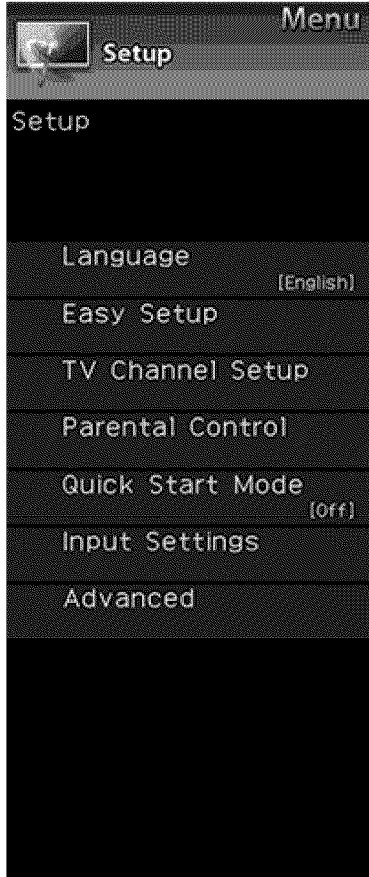 Menu
Setup
Setup
Language
[English]
Easy Setup
TV Channel Setup
Parental Control
Quick Start Mode
[Off]
Input Settings
Advanced